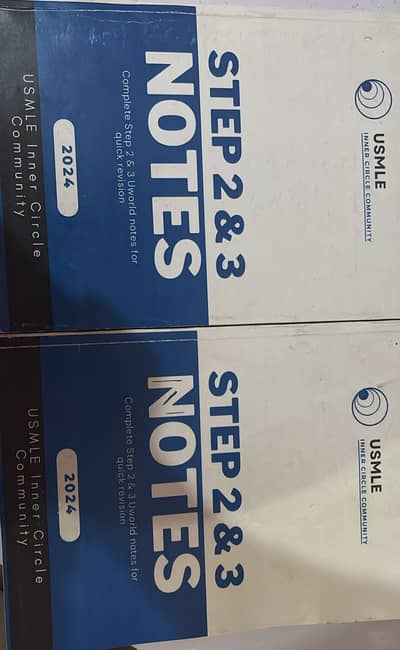 USMLE
INNER CIRCLE COMMUNITY
STEP 2 & 3
NOTES
Complete Step 2 & 3 Uworld notes for
quick revision
2024
USMLE Inner Circle
Community
USMLE
INNER CIRCLE COMMUNITY
STEP 2 & 3
NOTES
Complete Step 2 & 3 Uworld notes for
quick revision
2024
USMLE Inner Circle
Community